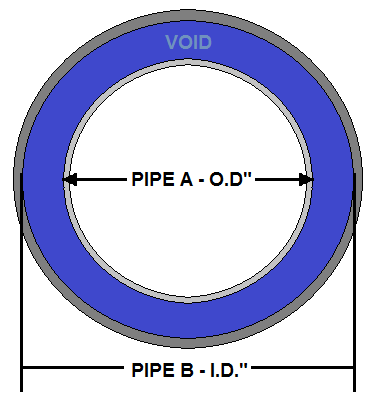 VOID
PIPE A - O.D"
PIPE B - I.D."